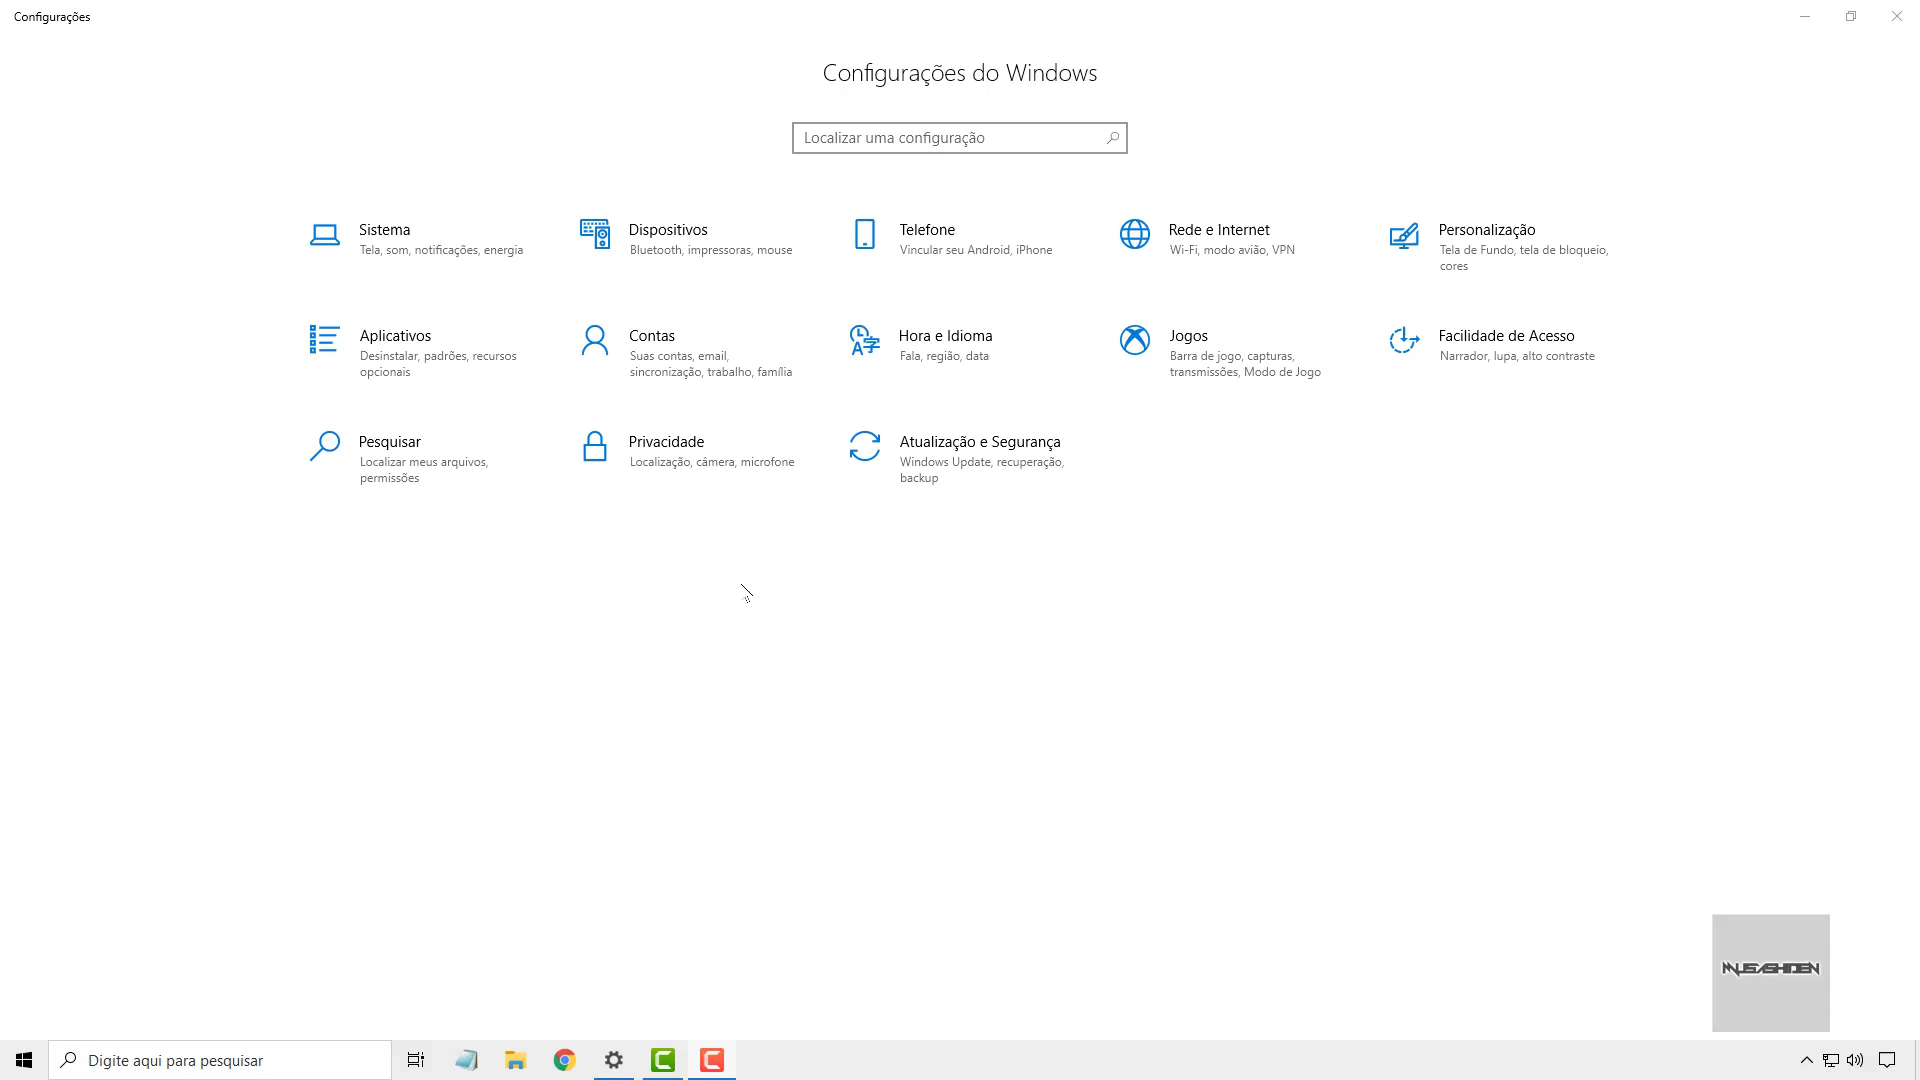 Configurações
Configurações do Windows
Localizar uma configuração
Sistema
Tela, som, notificações, energia
Dispositivos
Bluetooth, impressoras, mouse
Telefone
Vincular seu Android, iPhone
Rede e Internet
Wi-Fi, modo avião, VPN
Personalização
Tela de Fundo, tela de bloqueio,
cores
Aplicativos
Desinstalar, padrões, recursos
opcionais
Contas
Suas contas, email,
sincronização, trabalho, família
Hora e Idioma
Fala, região, data
Jogos
Barra de jogo, capturas,
transmissões, Modo de Jogo
Facilidade de Acesso
Narrador, lupa, alto contraste
Pesquisar
Localizar meus arquivos,
permissões
Privacidade
Localização, câmera, microfone
Atualização e Segurança
Windows Update, recuperação,
backup
MUSASHIDEN
Digite aqui para pesquisar